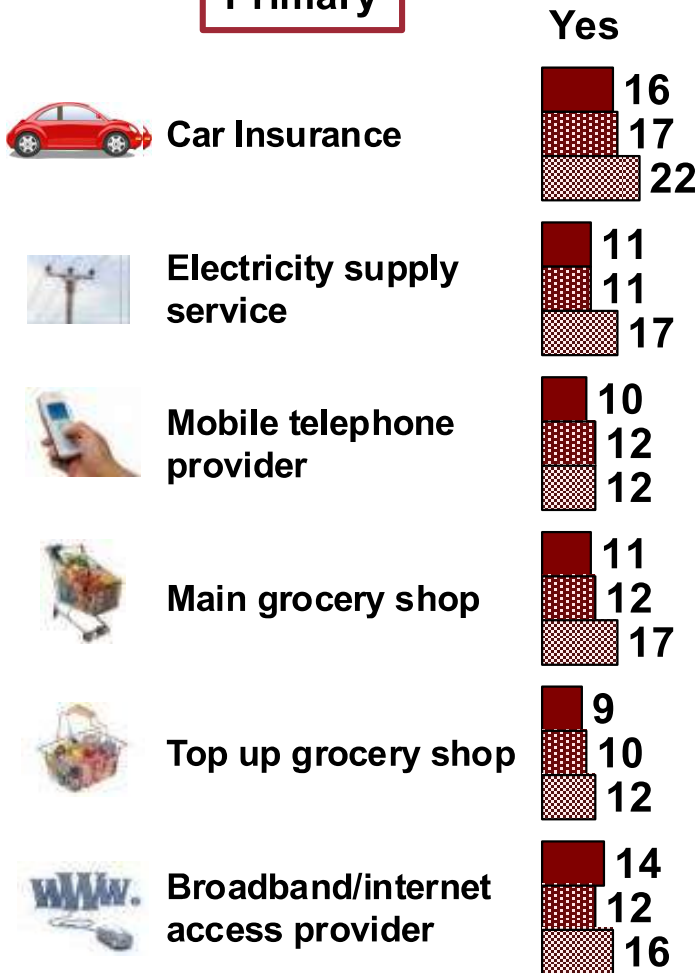 Primary
Yes
Car Insurance
16
17
22
Electricity supply
service
11
11
17
Mobile telephone
provider
10
12
12
Main grocery shop
11
12
17
Top up grocery shop
9
10
12
www.
Broadband/internet
access provider
14
12
16